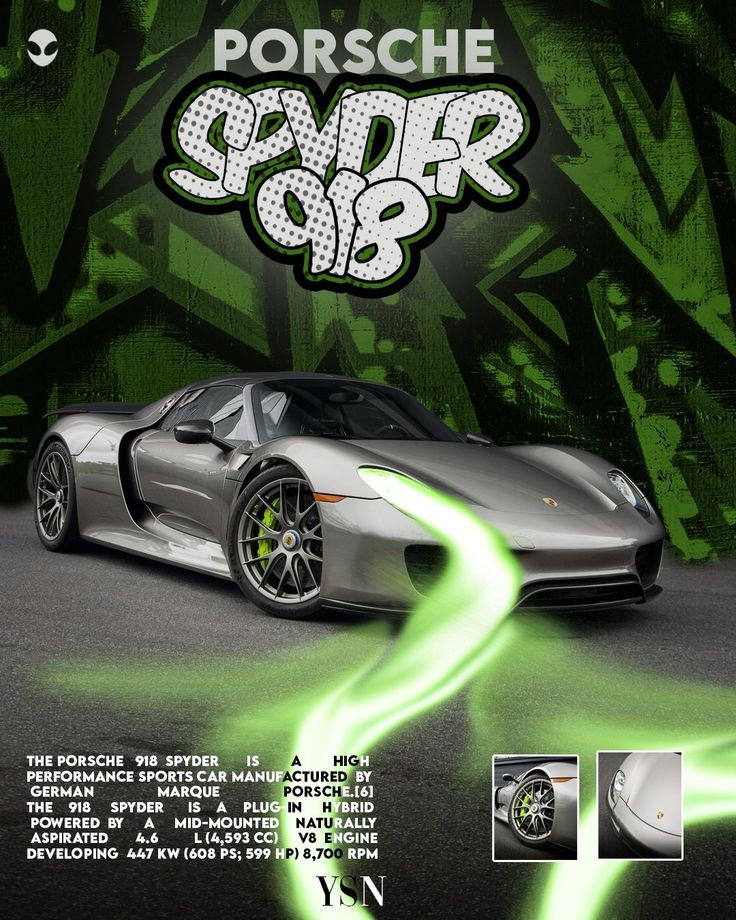 PORSCHE
SPYDER
918
THE PORSCHE 918 SPYDER IS A HIGH
PERFORMANCE SPORTS CAR MANUFACTURED BY
GERMAN MARQUE PORSCHE.[6]
THE 918 SPYDER IS A PLUG-IN HYBRID
POWERED BY A MID-MOUNTED NATURALLY
ASPIRATED 4.6 L (4,593 CC) V8 ENGINE
DEVELOPING 447 KW (608 PS; 599 HP) 8,700 RPM
YSN